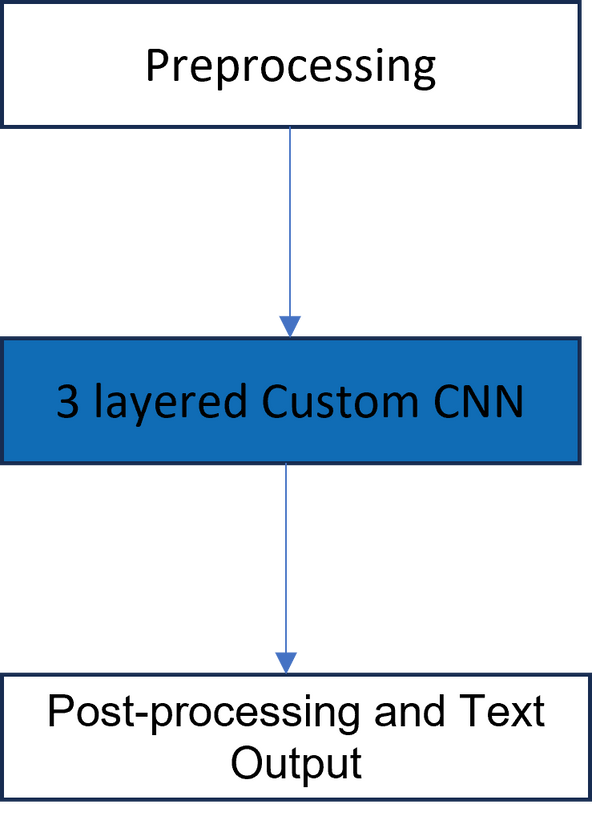 Preprocessing
3 layered Custom CNN
Post-processing and Text
Output